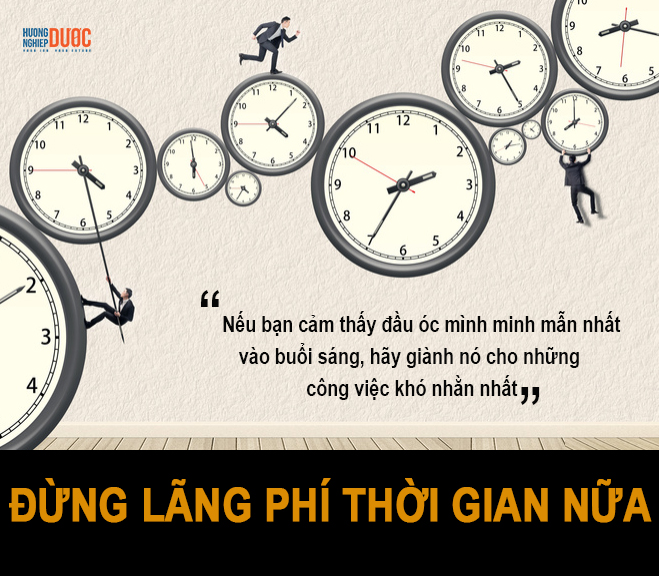 HƯỚNG
NGHIỆP DƯỢC
“
Nếu bạn cảm thấy đầu óc mình minh mẫn nhất
vào buổi sáng, hãy giành nó cho những
công việc khó nhằn nhất”
ĐỪNG LÃNG PHÍ THỜI GIAN NỮA